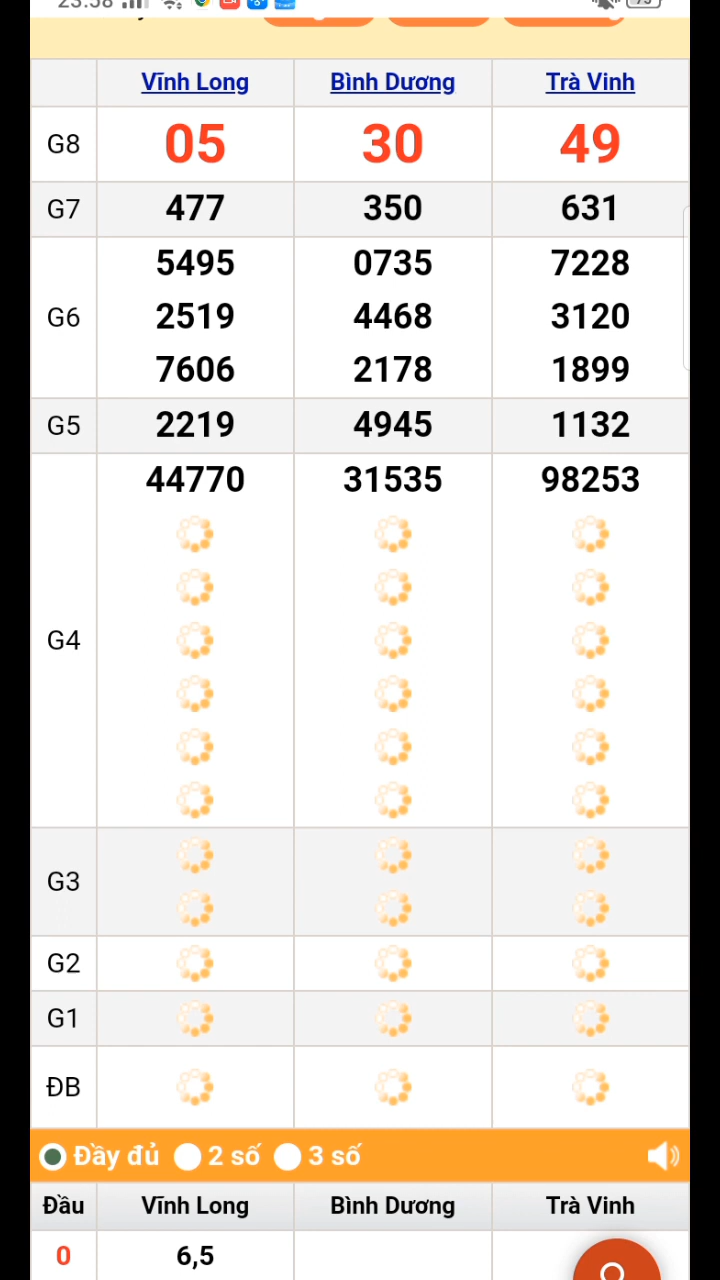 23:58
Vĩnh Long Bình Dương Trà Vinh
G8 05 30 49
G7 477 350 631
5495 0735 7228
G6 2519 4468 3120
7606 2178 1899
G5 2219 4945 1132
44770 31535 98253
G4
G3
G2
G1
ĐB
Đầy đủ 2 số 3 số
Đầu Vĩnh Long Bình Dương Trà Vinh
0 6,5